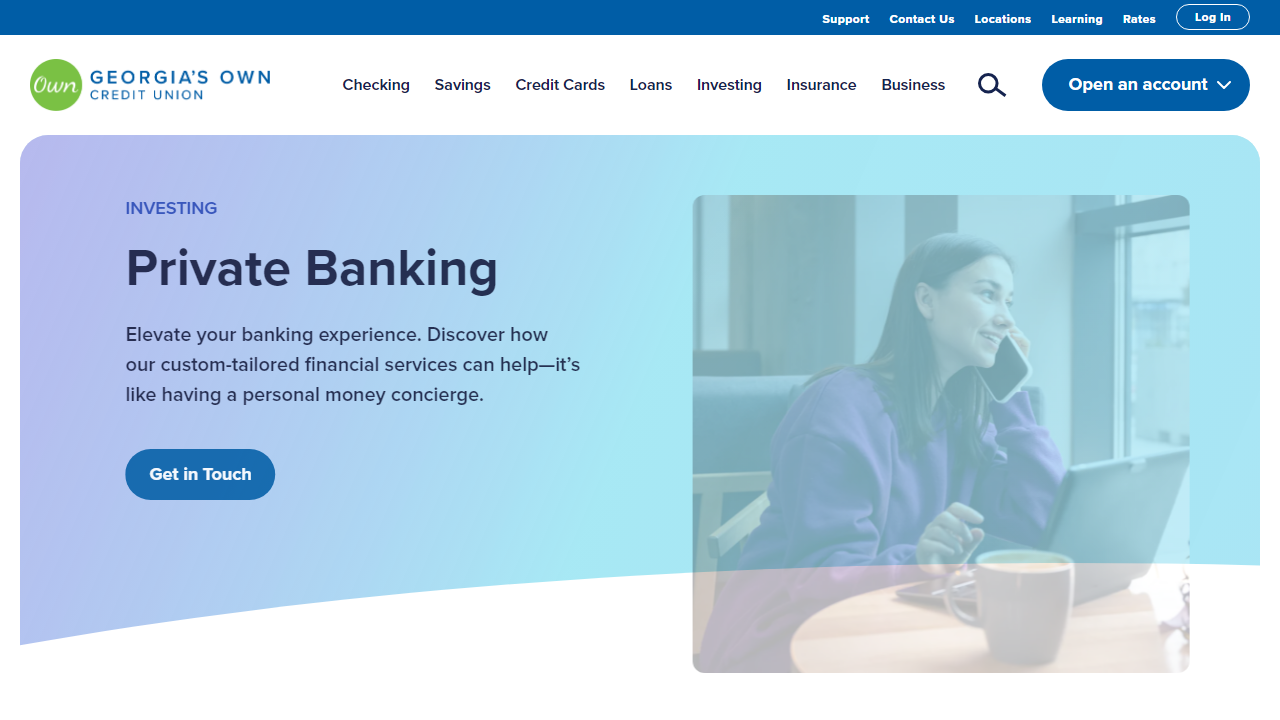 Support
Contact Us
Locations
Learning
Rates
Log In
Own
GEORGIA'S OWN
CREDIT UNION
Checking
Savings
Credit Cards
Loans
Investing
Insurance
Business
Open an account
INVESTING
Private Banking
Elevate your banking experience. Discover how
our custom-tailored financial services can help—it’s
like having a personal money concierge.
Get in Touch